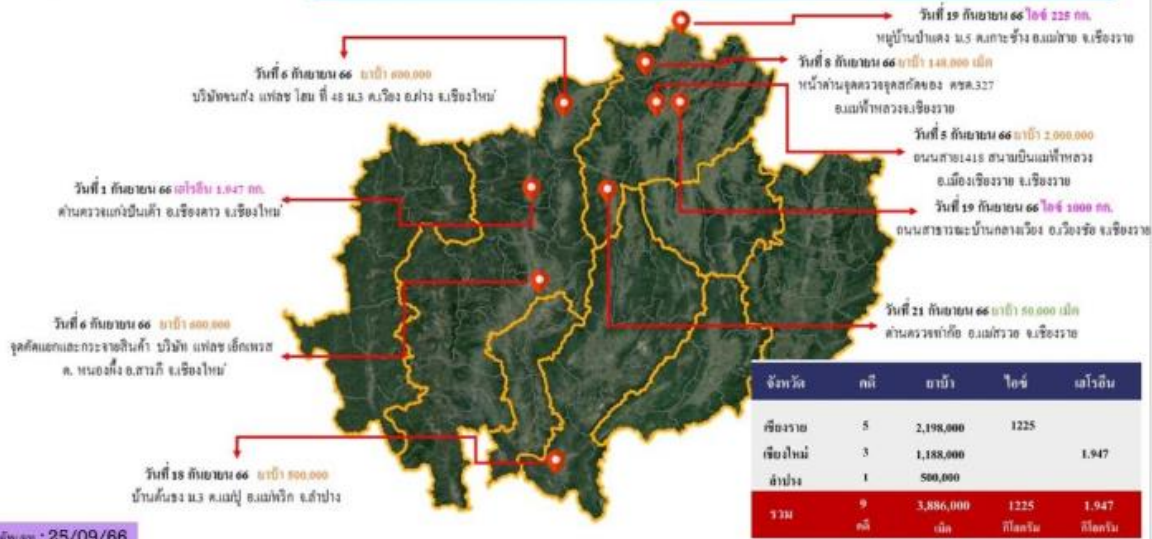 วันที่ 19 กันยายน 66 ไอซ์ 225 กก.
หมู่บ้านป่าแดง ม.5 ต.เกาะช้าง อ.แม่สาย จ.เชียงราย
วันที่ 6 กันยายน 66 ยาบ้า 600,000
บริษัทขนส่ง แฟลช โฮม ที่ 48 ม.3 ต.เวียง อ.ฝาง จ.เชียงใหม่
วันที่ 8 กันยายน 66 ยาบ้า 148,000 เม็ด
หน้าด่านจุดตรวจจุดสกัดของ ตชด.327
อ.แม่ฟ้าหลวงจ.เชียงราย
วันที่ 5 กันยายน 66 ยาบ้า 2,000,000
ถนนสาย1418 สนามบินแม่ฟ้าหลวง
อ.เมืองเชียงราย จ.เชียงราย
วันที่ 1 กันยายน 66 เฮโรอีน 1.947 กก.
ด่านตรวจแก่งปันเต๊า อ.เชียงดาว จ.เชียงใหม่
วันที่ 19 กันยายน 66 ไอซ์ 1000 กก.
ถนนสาธารณะบ้านกลางเวียง อ.เวียงชัย จ.เชียงราย
วันที่ 21 กันยายน 66 ยาบ้า 50,000 เม็ด
ด่านตรวจท่าก๊อ อ.แม่สรวย จ.เชียงราย
วันที่ 6 กันยายน 66 ยาบ้า 600,000
จุดคัดแยกและกระจายสินค้า บริษัท แฟลช เอ็กเพรส
ต. หนองผึ้ง อ.สารภี จ.เชียงใหม่
วันที่ 18 กันยายน 66 ยาบ้า 500,000
บ้านต้นธง ม.3 ต.แม่ปุ อ.แม่พริก จ.ลำปาง
จังหวัด คดี ยาบ้า ไอซ์ เฮโรอีน
เชียงราย 5 2,198,000 1225
เชียงใหม่ 3 1,188,000 1.947
ลำปาง 1 500,000
รวม 9 3,886,000 1225 1.947
คดี เม็ด กิโลกรัม กิโลกรัม
: 25/09/66